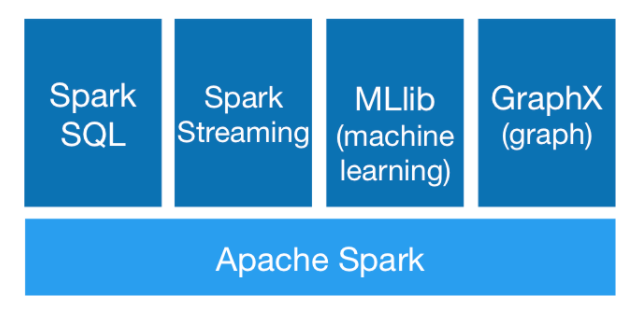 Spark
SQL
Spark
Streaming
MLlib
(machine
learning)
GraphX
(graph)
Apache Spark